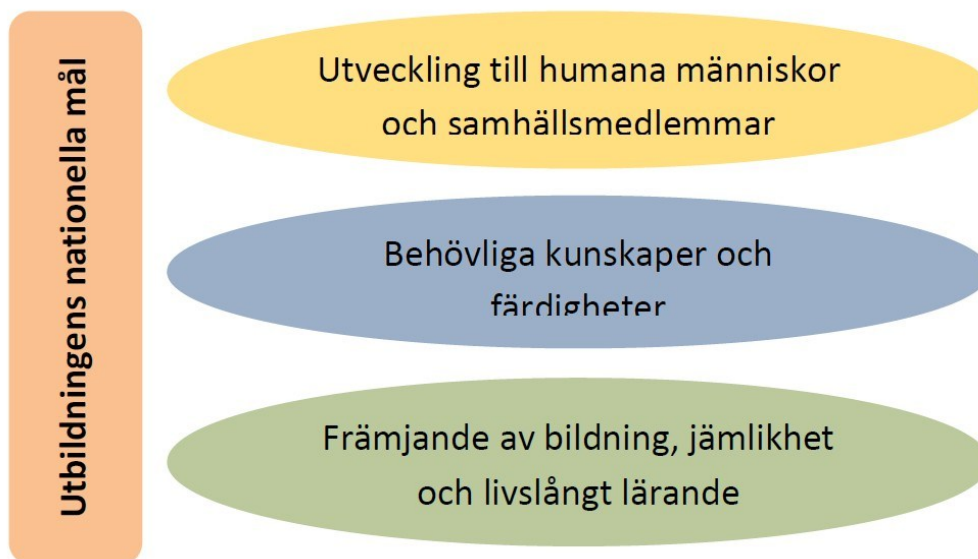 Utbildningens nationella mål
Utveckling till humana människor
och samhällsmedlemmar
Behövliga kunskaper och
färdigheter
Främjande av bildning, jämlikhet
och livslångt lärande